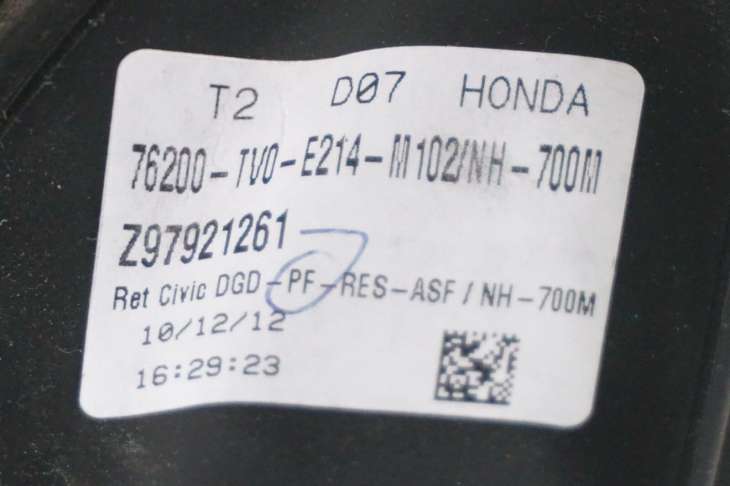 T2 D07 HONDA
76200-TV0-E214-M102/NH-700M
Z97921261
Ret Civic DGD-PF-RES-ASF / NH-700M
10/12/12
16:29:23